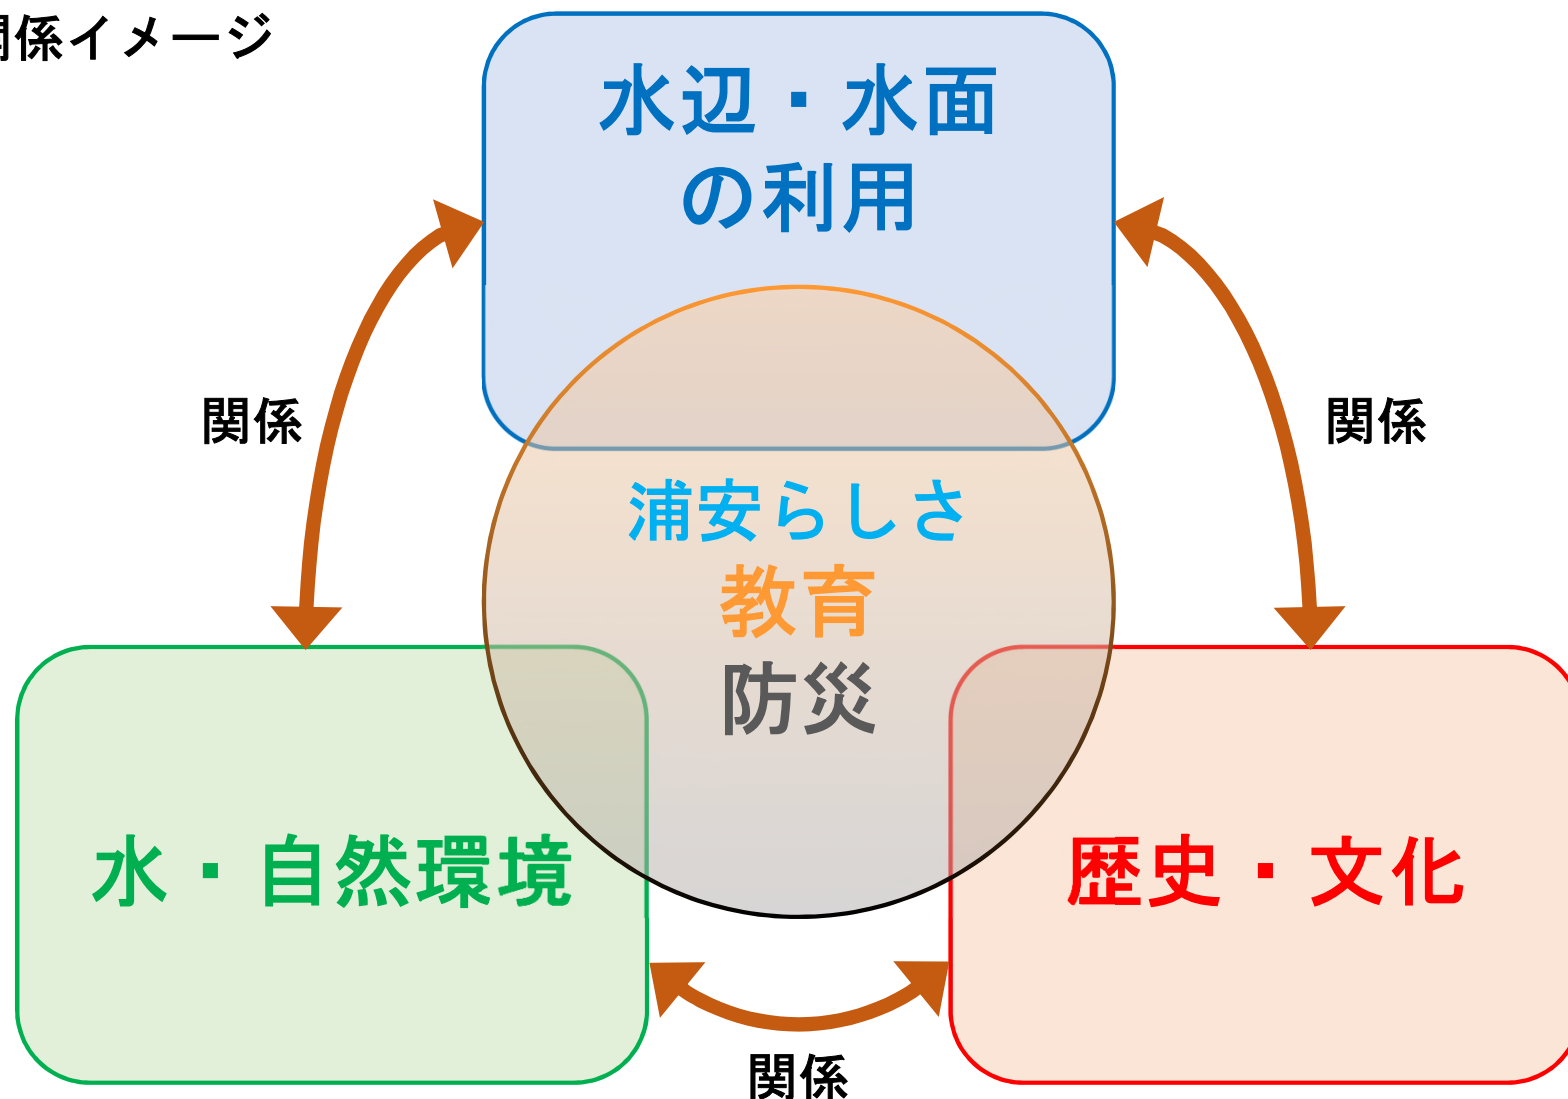 関係イメージ
水辺・水面
の利用
関係
関係
浦安らしさ
教育
防災
水・自然環境
歴史・文化
関係